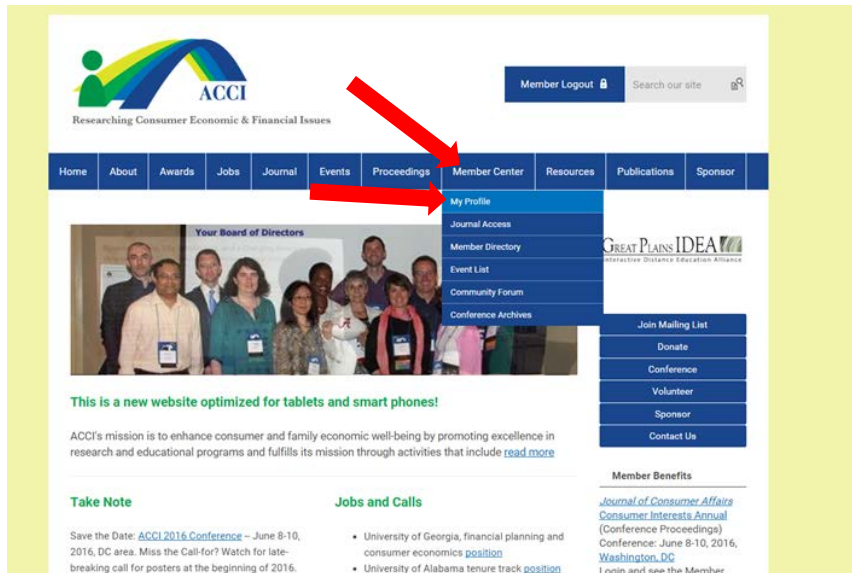 ACCI
Researching Consumer Economic & Financial Issues
Member Logout
Search our site
Home About Awards Jobs Journal Events Proceedings Member Center Resources Publications Sponsor
My Profile
Journal Access
Member Directory
Event List
Community Forum
Conference Archives
Your Board of Directors
GREAT PLAINS IDEA
Interactive Distance Education Alliance
Join Mailing List
Donate
Conference
Volunteer
Sponsor
Contact Us
This is a new website optimized for tablets and smart phones!
ACCI's mission is to enhance consumer and family economic well-being by promoting excellence in
research and educational programs and fulfills its mission through activities that include read more
Take Note
Save the Date: ACCI 2016 Conference – June 8-10,
2016, DC area. Miss the Call-for? Watch for late-
breaking call for posters at the beginning of 2016.
Jobs and Calls
• University of Georgia, financial planning and
consumer economics position
• University of Alabama tenure track position
Member Benefits
Journal of Consumer Affairs
Consumer Interests Annual
(Conference Proceedings)
Conference: June 8-10, 2016,
Washington, DC
Login and see the Member